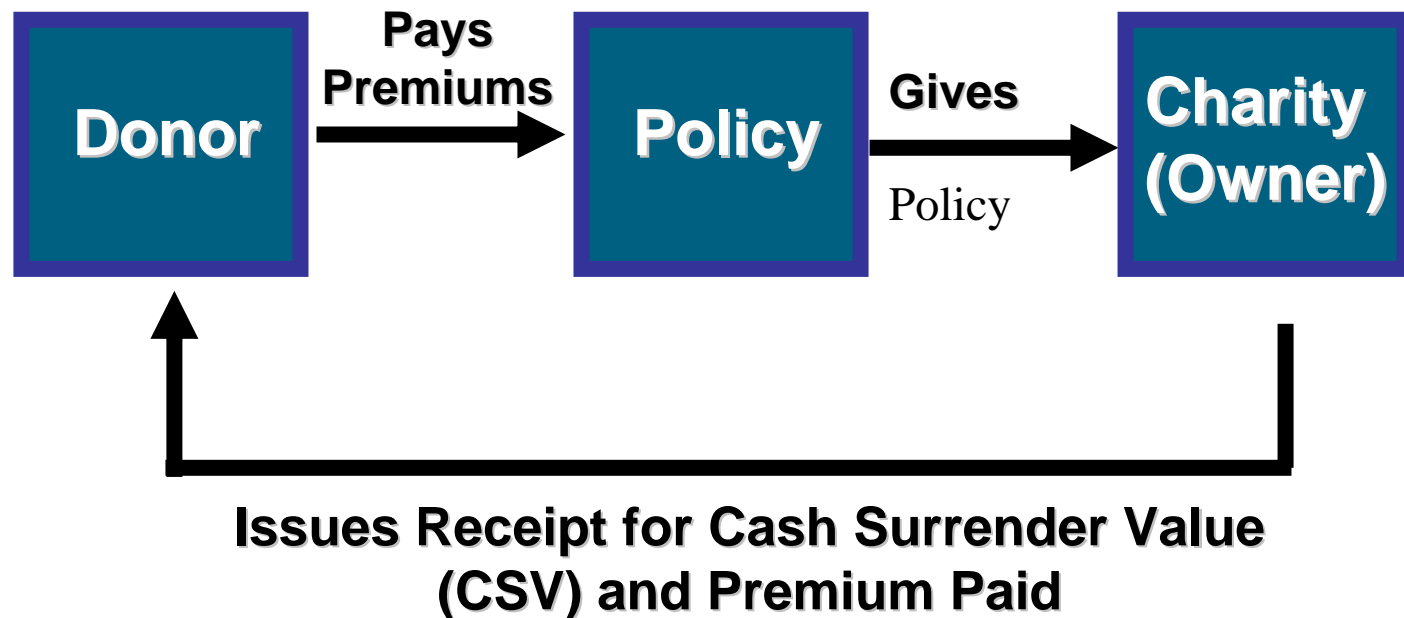 Donor
Pays
Premiums
Policy
Gives
Policy
Charity
(Owner)
Issues Receipt for Cash Surrender Value
(CSV) and Premium Paid